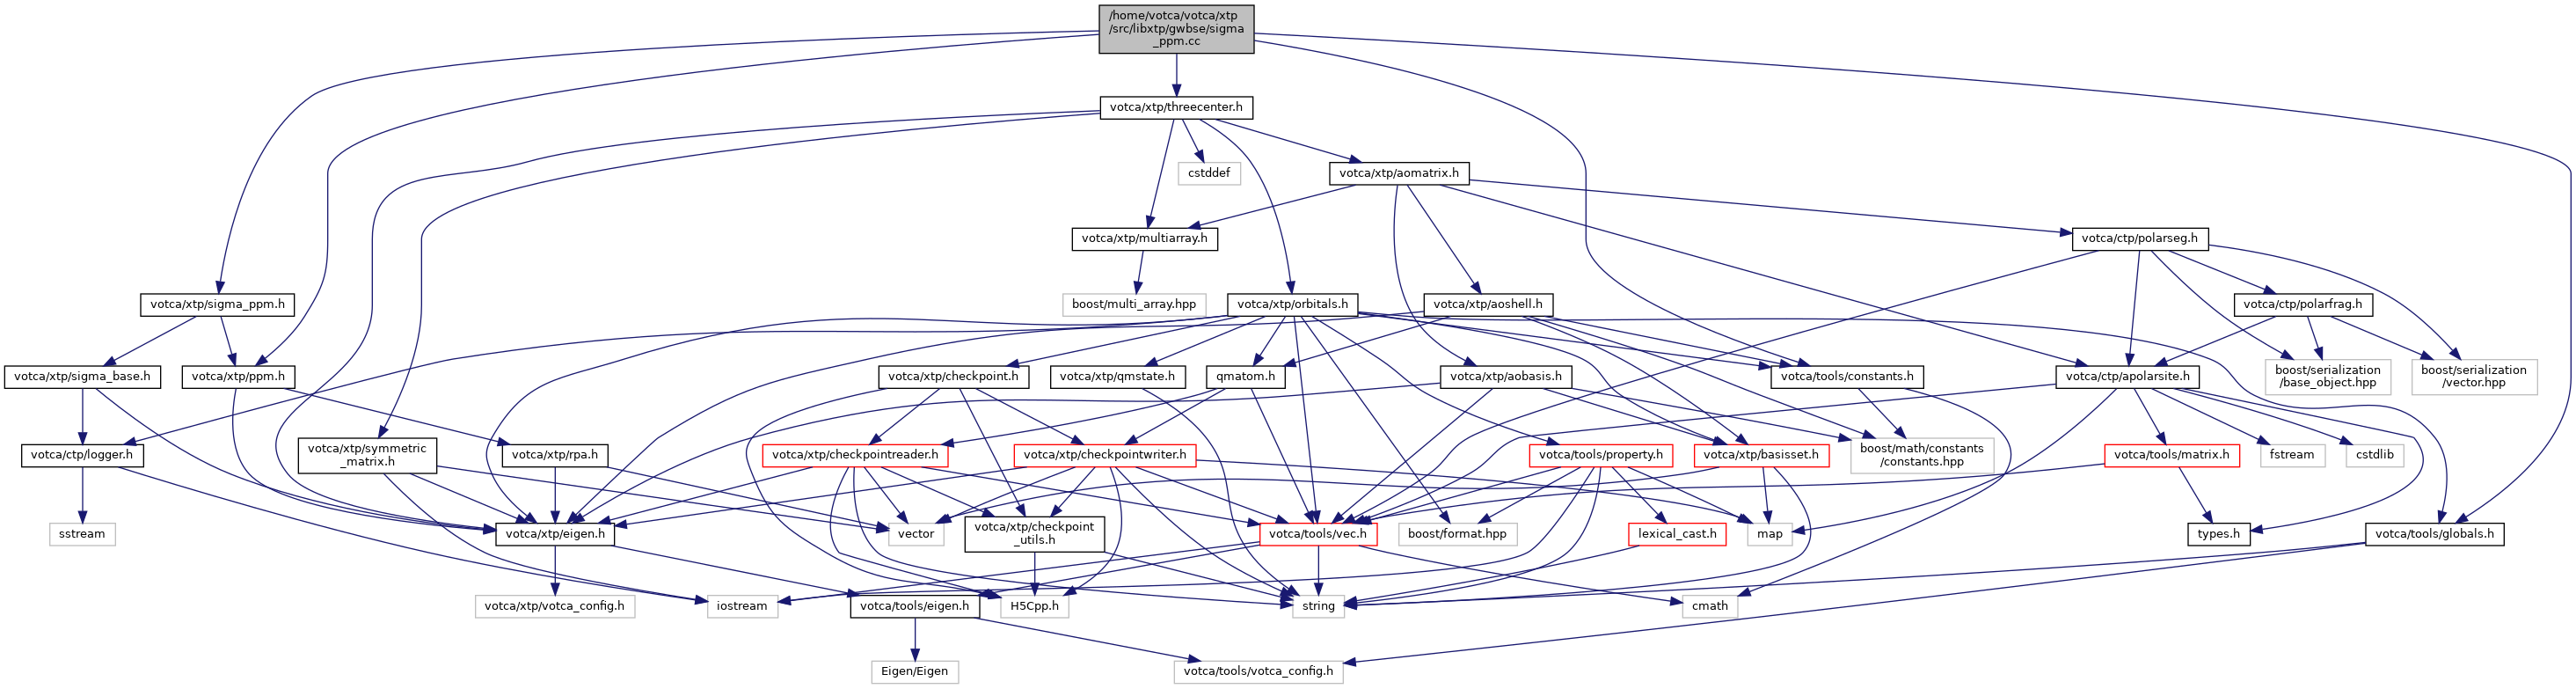 /home/votca/votca/xtp
/src/libxtp/gwbse/sigma
_ppm.cc
votca/xtp/threecenter.h
cstddef
votca/xtp/aomatrix.h
votca/xtp/multiarray.h
votca/ctp/polarseg.h
votca/xtp/sigma_ppm.h
boost/multi_array.hpp
votca/xtp/orbitals.h
votca/xtp/aoshell.h
votca/ctp/polarfrag.h
votca/xtp/sigma_base.h
votca/xtp/ppm.h
votca/xtp/checkpoint.h
votca/xtp/qmstate.h
qmatom.h
votca/xtp/aobasis.h
votca/tools/constants.h
votca/ctp/apolarsite.h
boost/serialization
/base_object.hpp
boost/serialization
/vector.hpp
votca/ctp/logger.h
votca/xtp/symmetric
_matrix.h
votca/xtp/rpa.h
votca/xtp/checkpointreader.h
votca/xtp/checkpointwriter.h
votca/tools/property.h
votca/xtp/basisset.h
boost/math/constants
/constants.hpp
votca/tools/matrix.h
fstream
cstdlib
sstream
votca/xtp/eigen.h
vector
votca/xtp/checkpoint
_utils.h
votca/tools/vec.h
boost/format.hpp
lexical_cast.h
map
types.h
votca/tools/globals.h
votca/xtp/votca_config.h
iostream
votca/tools/eigen.h
H5Cpp.h
string
cmath
Eigen/Eigen
votca/tools/votca_config.h